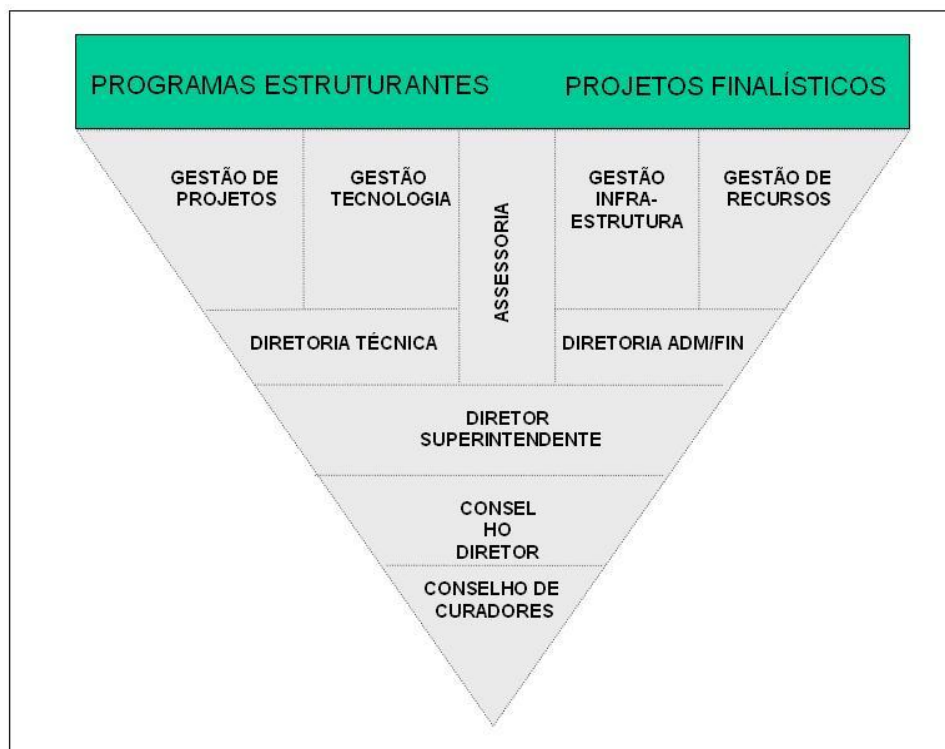 PROGRAMAS ESTRUTURANTES
PROJETOS FINALÍSTICOS
GESTÃO DE
PROJETOS
GESTÃO
TECNOLOGIA
ASSESSORIA
GESTÃO
INFRA-
ESTRUTURA
GESTÃO DE
RECURSOS
DIRETORIA TÉCNICA
DIRETORIA ADM/FIN
DIRETOR
SUPERINTENDENTE
CONSEL
HO
DIRETOR
CONSELHO DE
CURADORES